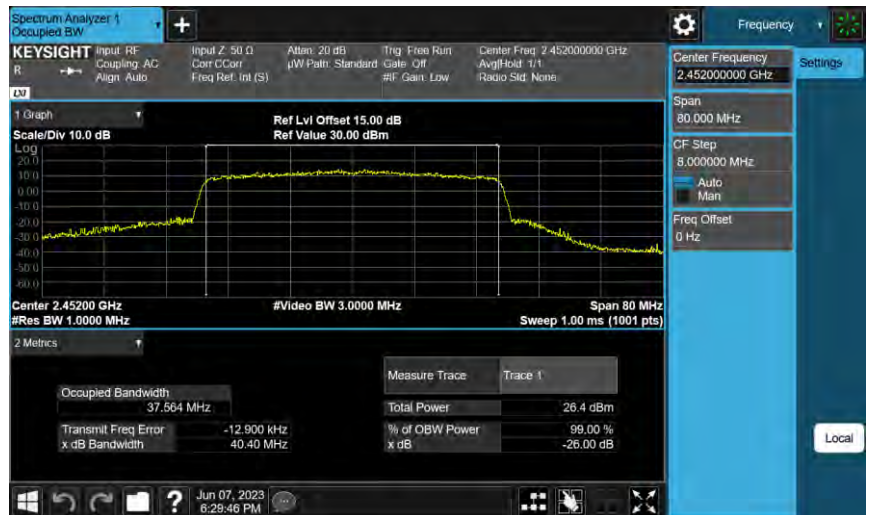 Spectrum Analyzer 1
Occupied BW
+
Frequency
KEYSIGHT
R
LXI
Input: RF
Coupling: AC
Align: Auto
Input Z: 50 Ω
Corr CCorr
Freq Ref: Int (S)
Atten: 20 dB
µW Path: Standard
Trig: Free Run
Gate: Off
#IF Gain: Low
Center Freq: 2.452000000 GHz
Avg|Hold: 1/1
Radio Std: None
1 Graph
Scale/Div 10.0 dB
Ref Lvl Offset 15.00 dB
Ref Value 30.00 dBm
Log
20.0
10.0
0.00
-10.0
-20.0
-30.0
-40.0
-50.0
-60.0
Center 2.45200 GHz
#Res BW 1.0000 MHz
#Video BW 3.0000 MHz
Span 80 MHz
Sweep 1.00 ms (1001 pts)
2 Metrics
Occupied Bandwidth
37.564 MHz
Transmit Freq Error -12.900 kHz
x dB Bandwidth 40.40 MHz
Measure Trace Trace 1
Total Power 26.4 dBm
% of OBW Power 99.00 %
x dB -26.00 dB
Center Frequency
2.452000000 GHz
Settings
Span
80.000 MHz
CF Step
8.000000 MHz
Auto
Man
Freq Offset
0 Hz
Local
?
Jun 07, 2023
6:29:46 PM